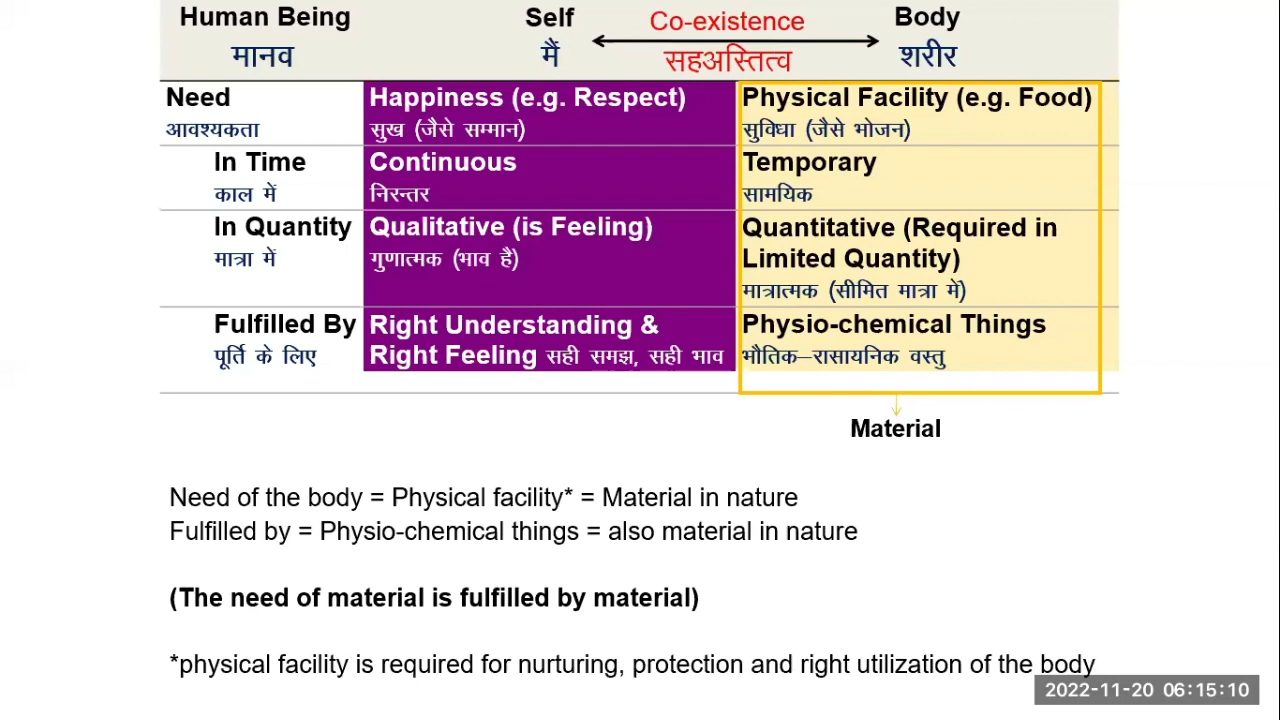 Human Being Self Co-existence Body
मानव मैं सहअस्तित्व शरीर
Need Happiness (e.g. Respect) Physical Facility (e.g. Food)
आवश्यकता सुख (जैसे सम्मान) सुविधा (जैसे भोजन)
In Time Continuous Temporary
काल में निरन्तर सामयिक
In Quantity Qualitative (is Feeling) Quantitative (Required in
Limited Quantity)
मात्रा में गुणात्मक (भाव है) मात्रात्मक (सीमित मात्रा में)
Fulfilled By Right Understanding & Physio-chemical Things
पूर्ति के लिए Right Feeling सही समझ, सही भाव भौतिक–रासायनिक वस्तु
Material
Need of the body = Physical facility* = Material in nature
Fulfilled by = Physio-chemical things = also material in nature
(The need of material is fulfilled by material)
*physical facility is required for nurturing, protection and right utilization of the body
2022-11-20 06:15:10